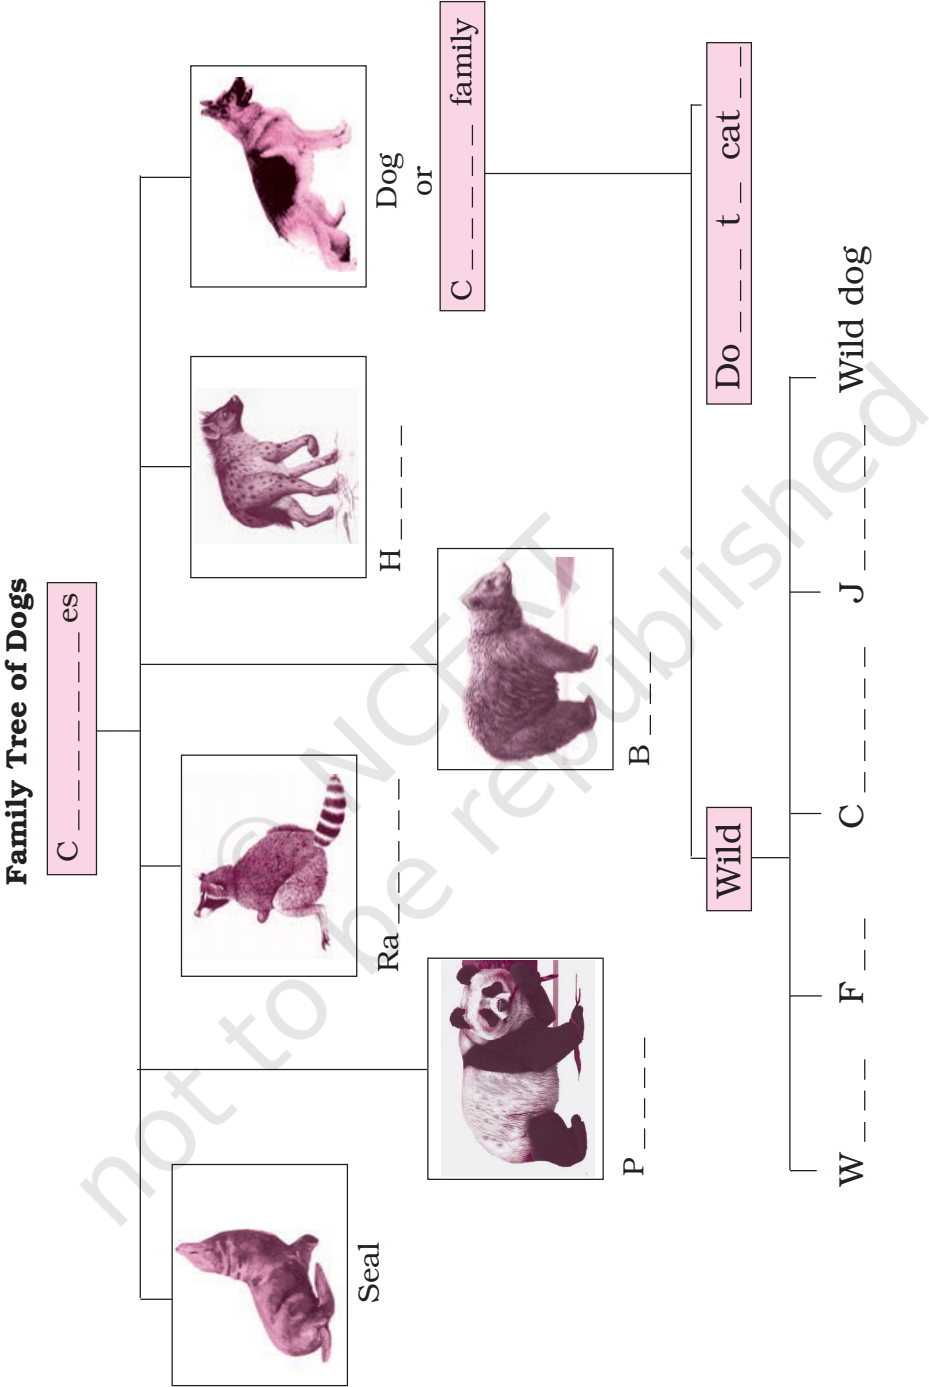 Family Tree of Dogs
C _ _ _ _ _ _ _ _ es
Seal
P _ _ _ _
Ra _ _ _ _ _
B _ _ _
H _ _ _ _
Dog
or
C _ _ _ _ _ family
Wild
Do _ _ _ t _ cat _ _
W _ _ _
F _ _
C _ _ _ _ _
J _ _ _ _ _
Wild dog
© NCERT
not to be republished